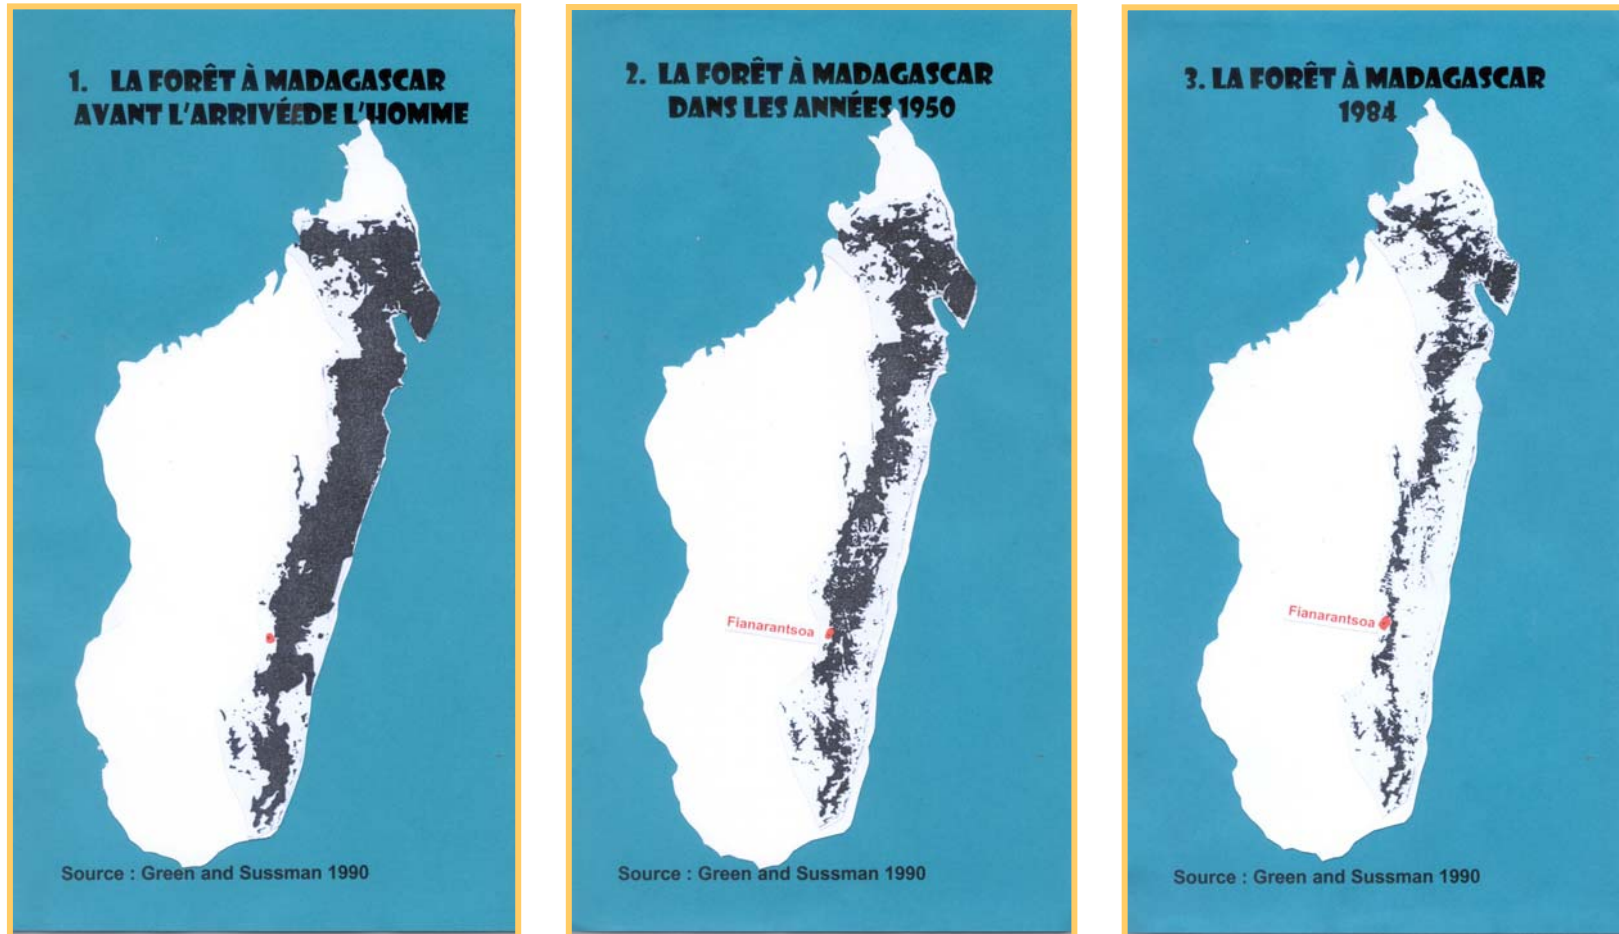 1. LA FORÊT À MADAGASCAR
AVANT L'ARRIVÉE DE L'HOMME
Source : Green and Sussman 1990
2. LA FORÊT À MADAGASCAR
DANS LES ANNÉES 1950
Fianarantsoa
Source : Green and Sussman 1990
3. LA FORÊT À MADAGASCAR
1984
Fianarantsoa
Source : Green and Sussman 1990